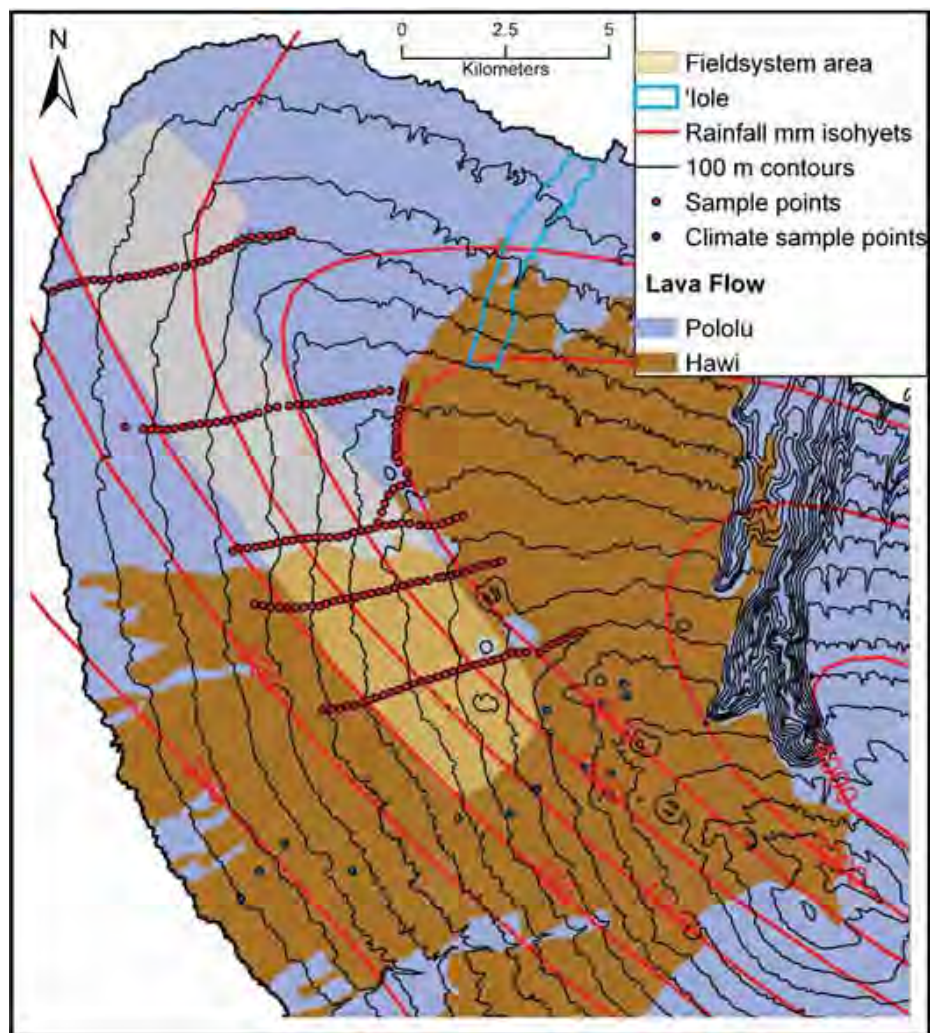 N
0 2.5 5
Kilometers
Fieldsystem area
'Iole
Rainfall mm isohyets
100 m contours
Sample points
Climate sample points
Lava Flow
Pololu
Hawi